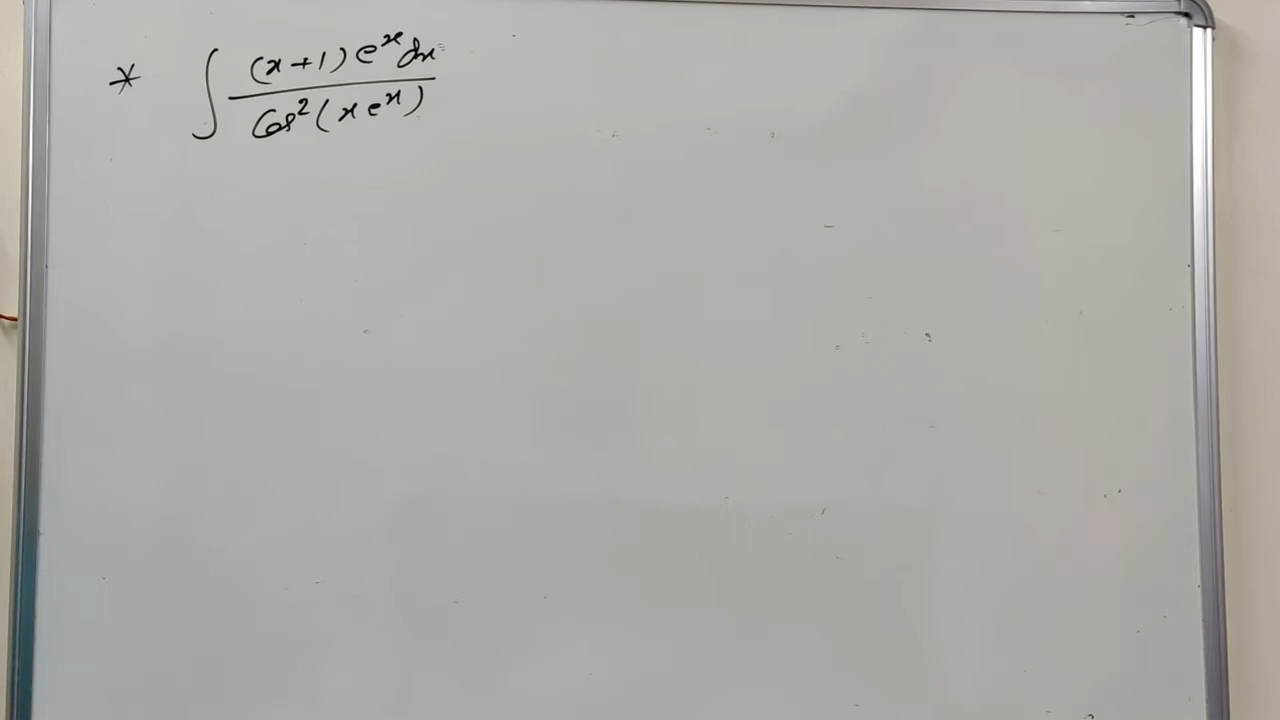 * ∫ (x+1) eˣ dx
Cos² (x eˣ)